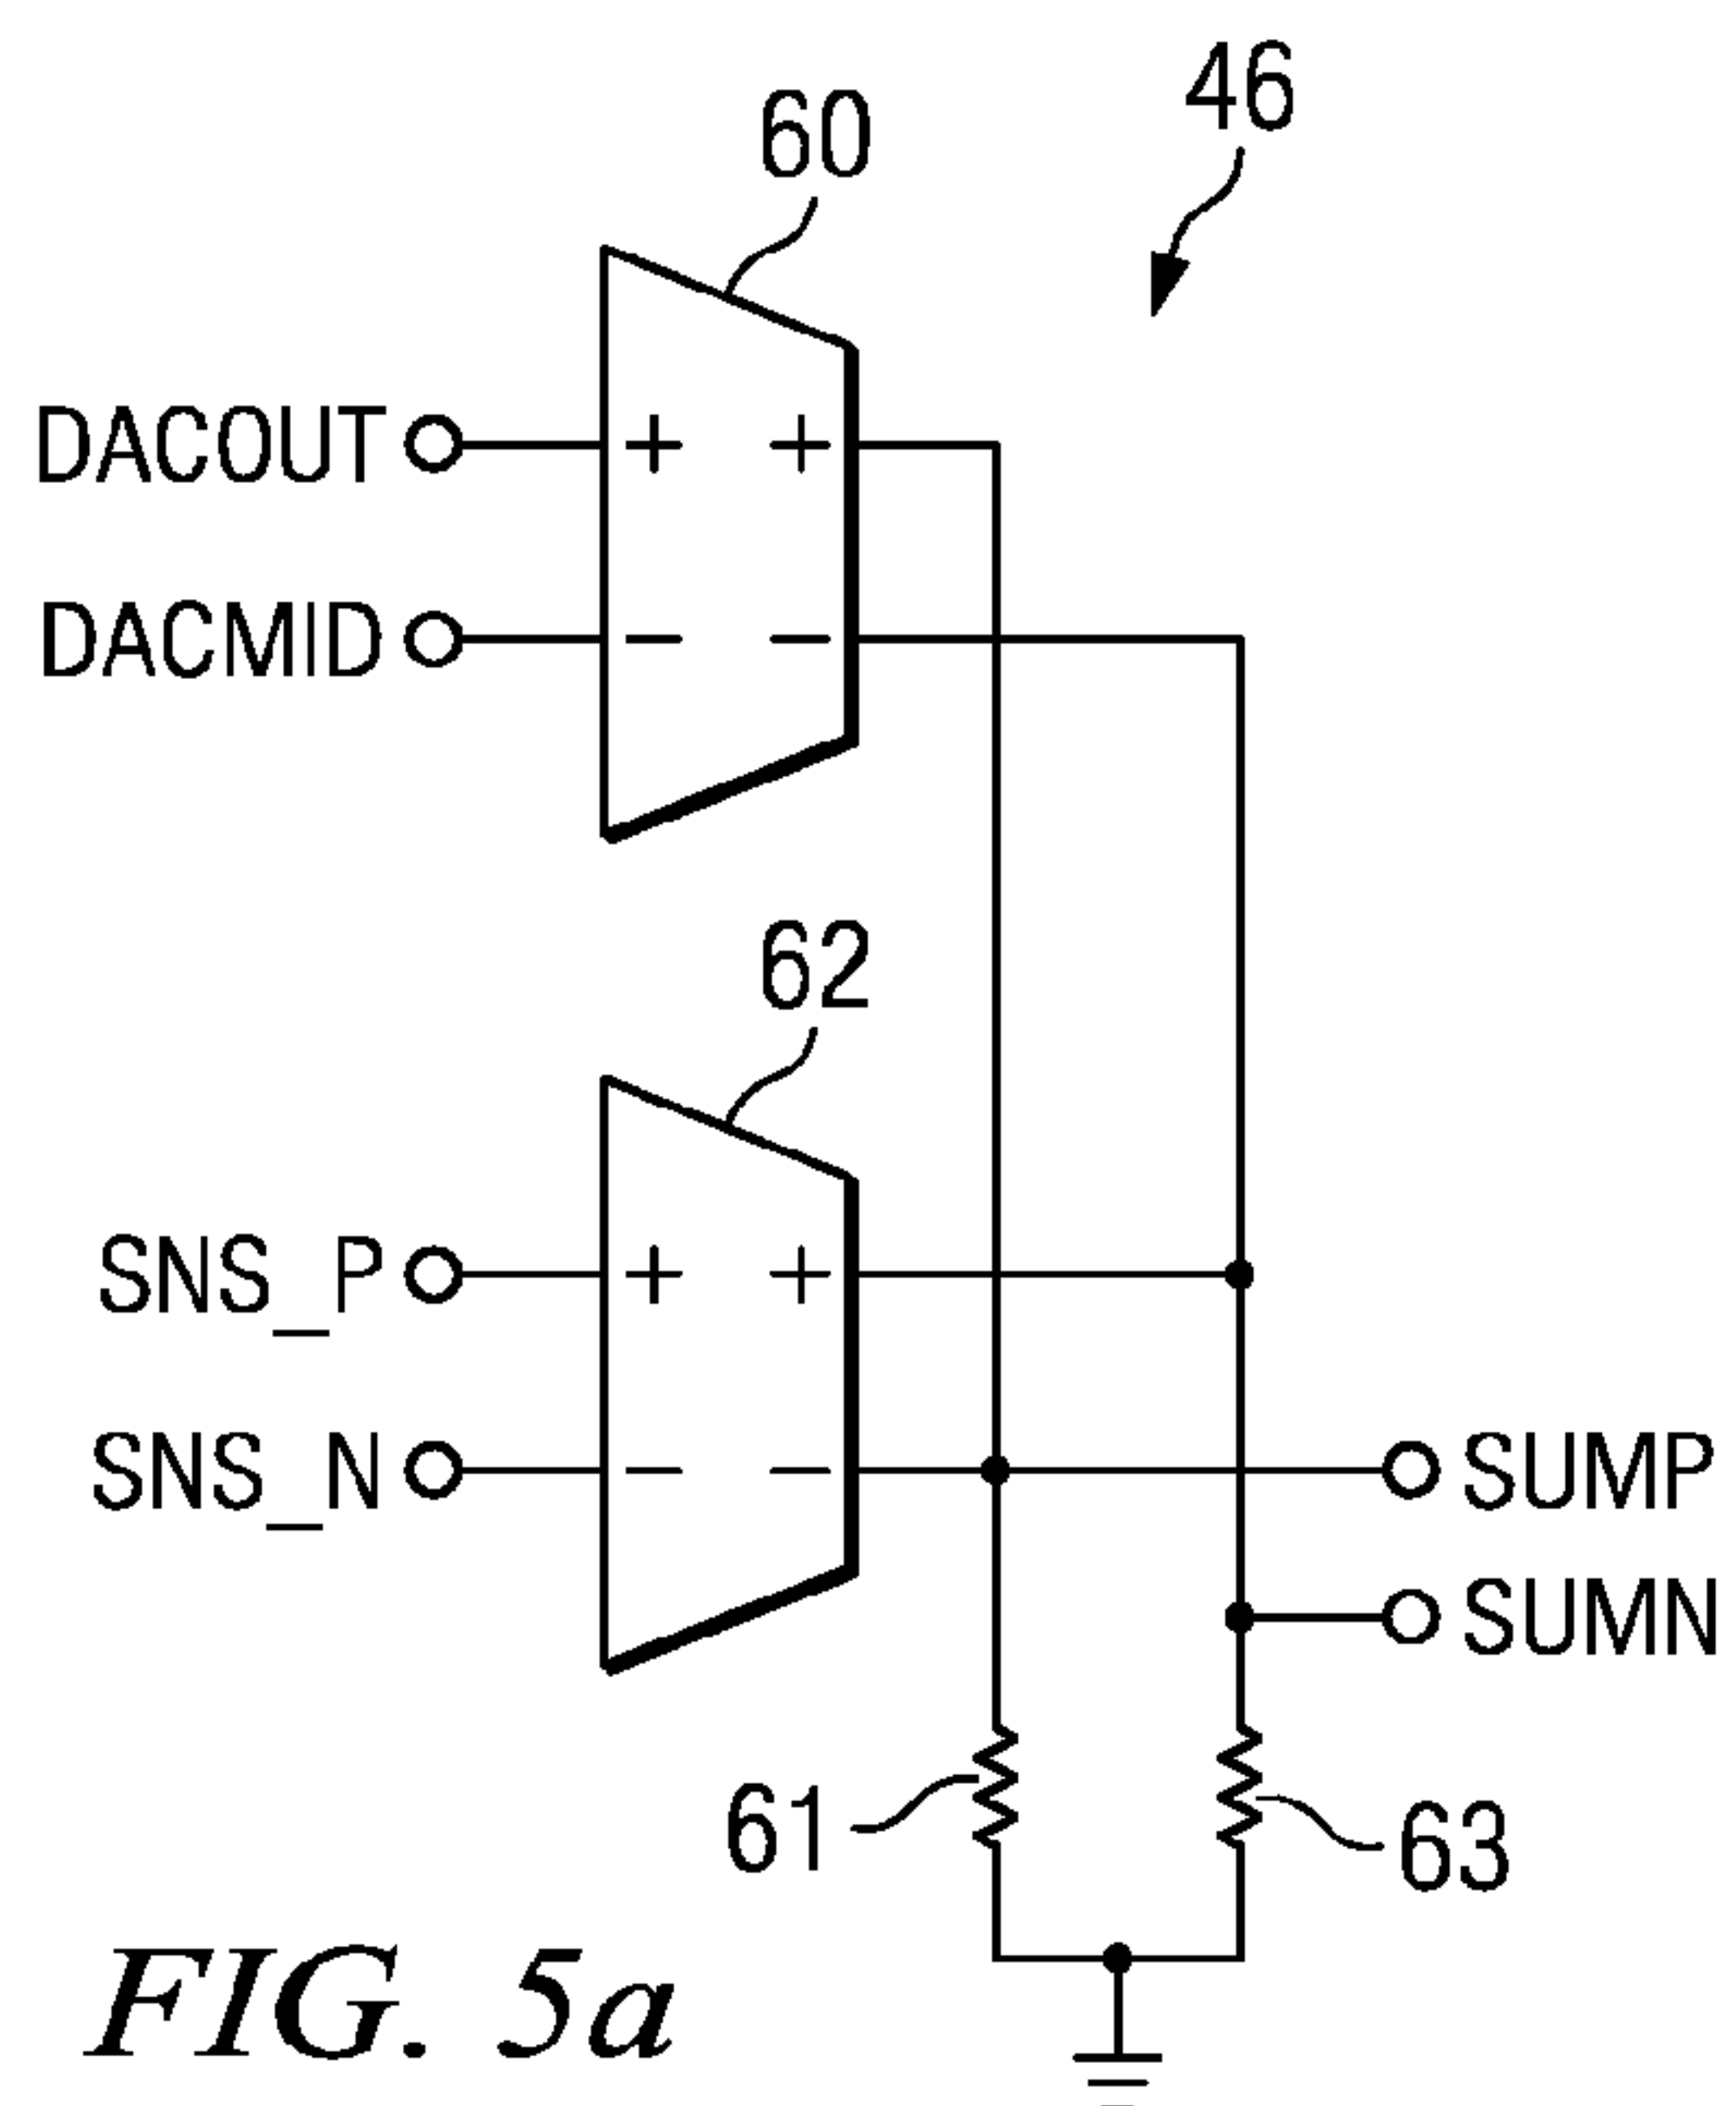 46
60
DACOUT + +
DACMID − −
62
SNS_P + +
SNS_N − − SUMP
SUMN
61
63
FIG. 5a